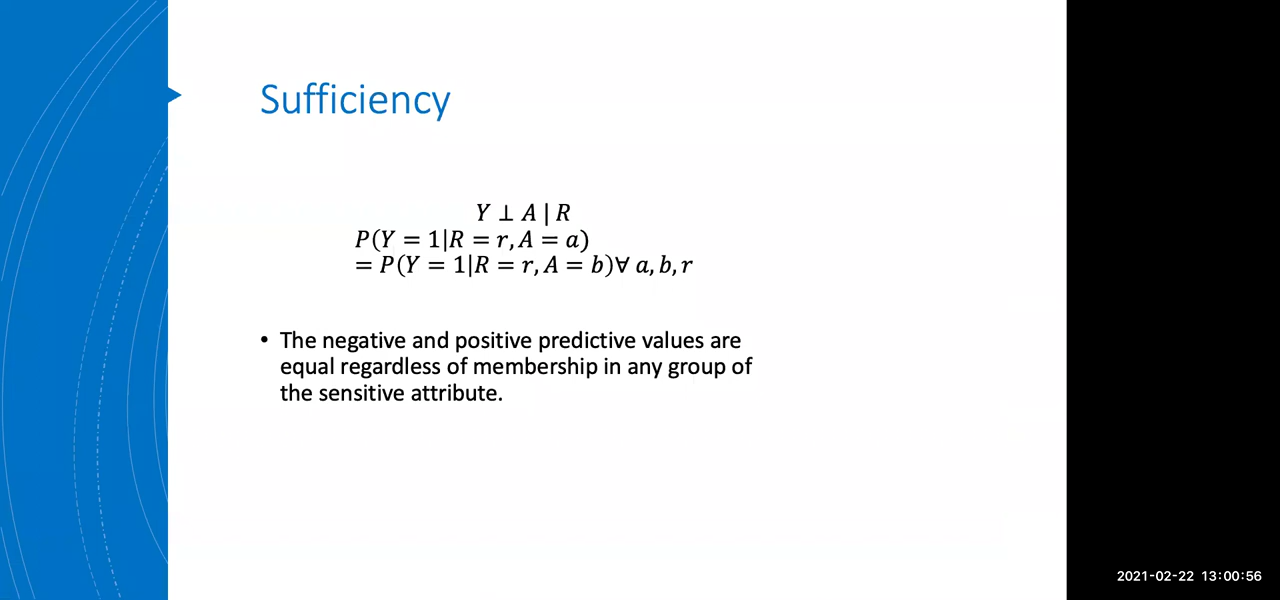 Sufficiency
Y ⊥ A | R
P(Y = 1|R = r, A = a)
= P(Y = 1|R = r, A = b)∀ a, b, r
• The negative and positive predictive values are
equal regardless of membership in any group of
the sensitive attribute.
2021-02-22 13:00:56